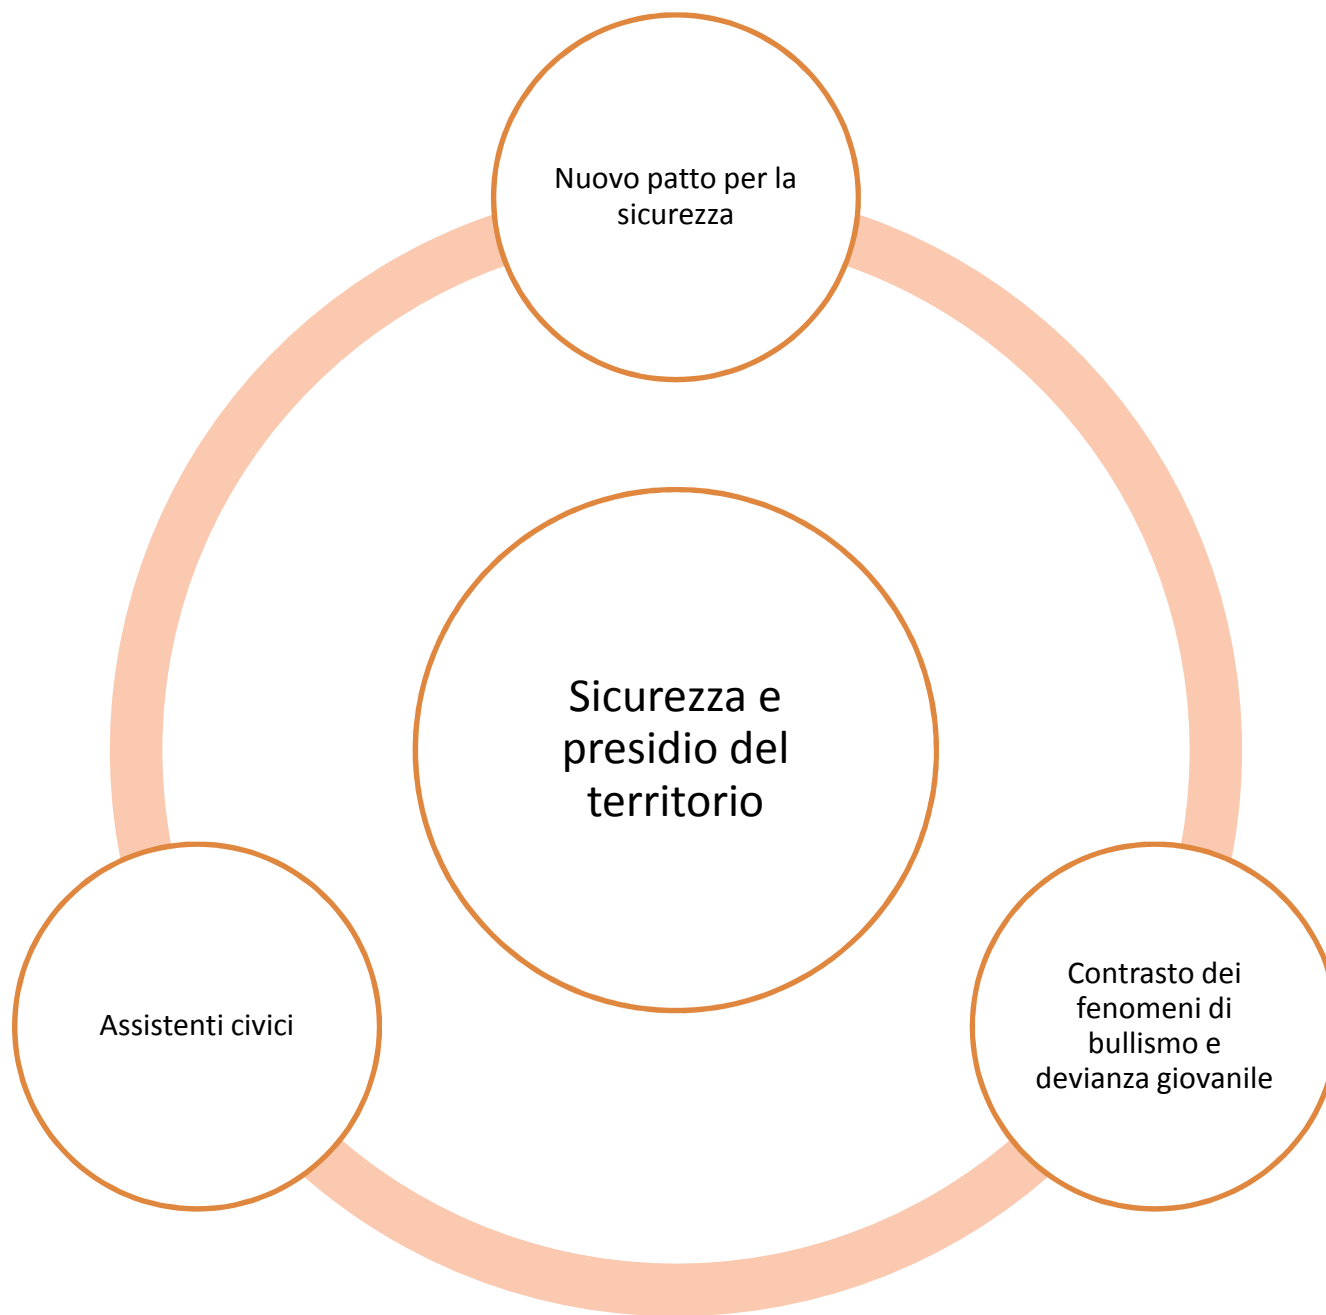 Nuovo patto per la
sicurezza
Sicurezza e
presidio del
territorio
Assistenti civici
Contrasto dei
fenomeni di
bullismo e
devianza giovanile